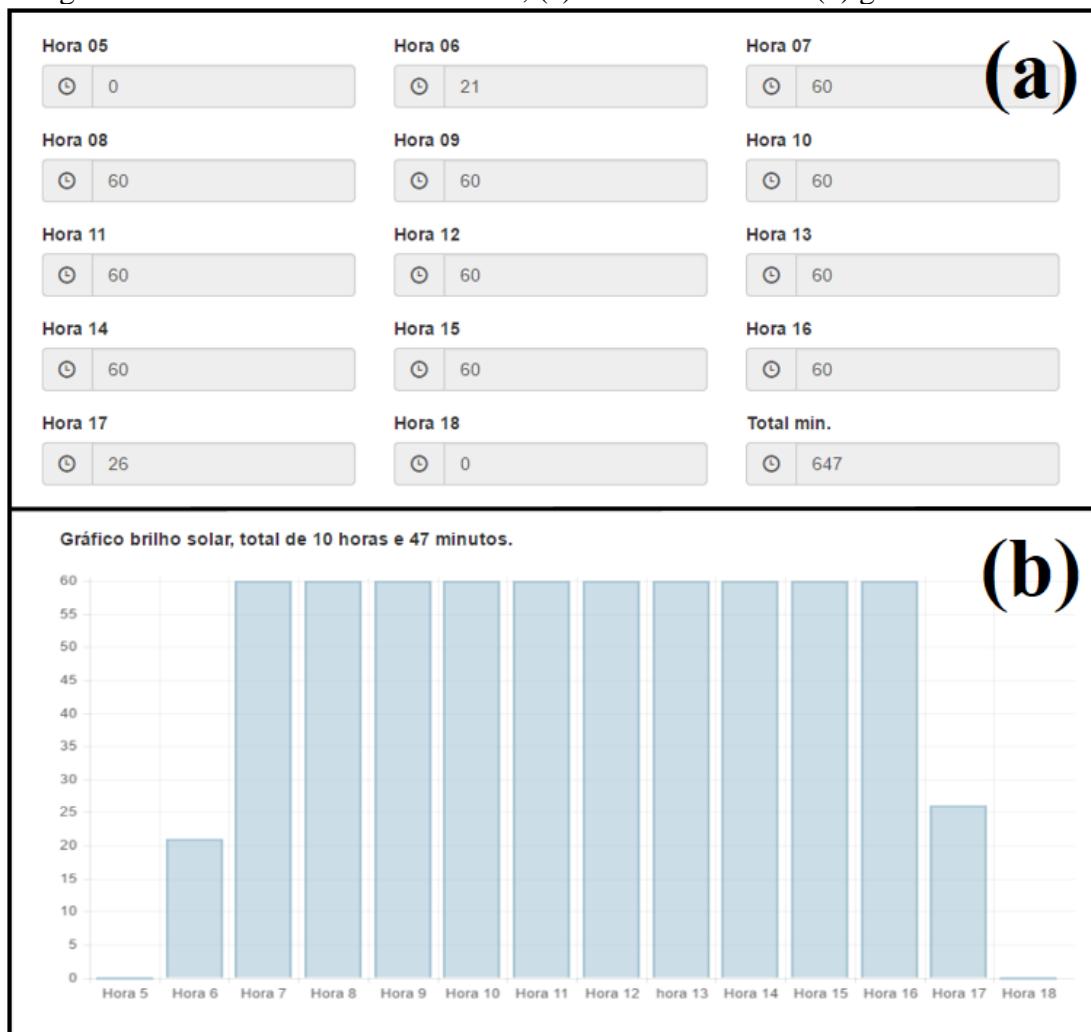 (a)
Hora 05 Hora 06 Hora 07
0 21 60
Hora 08 Hora 09 Hora 10
60 60 60
Hora 11 Hora 12 Hora 13
60 60 60
Hora 14 Hora 15 Hora 16
60 60 60
Hora 17 Hora 18 Total min.
26 0 647
Gráfico brilho solar, total de 10 horas e 47 minutos.
(b)
60
55
50
45
40
35
30
25
20
15
10
5
0
Hora 5 Hora 6 Hora 7 Hora 8 Hora 9 Hora 10 Hora 11 Hora 12 hora 13 Hora 14 Hora 15 Hora 16 Hora 17 Hora 18